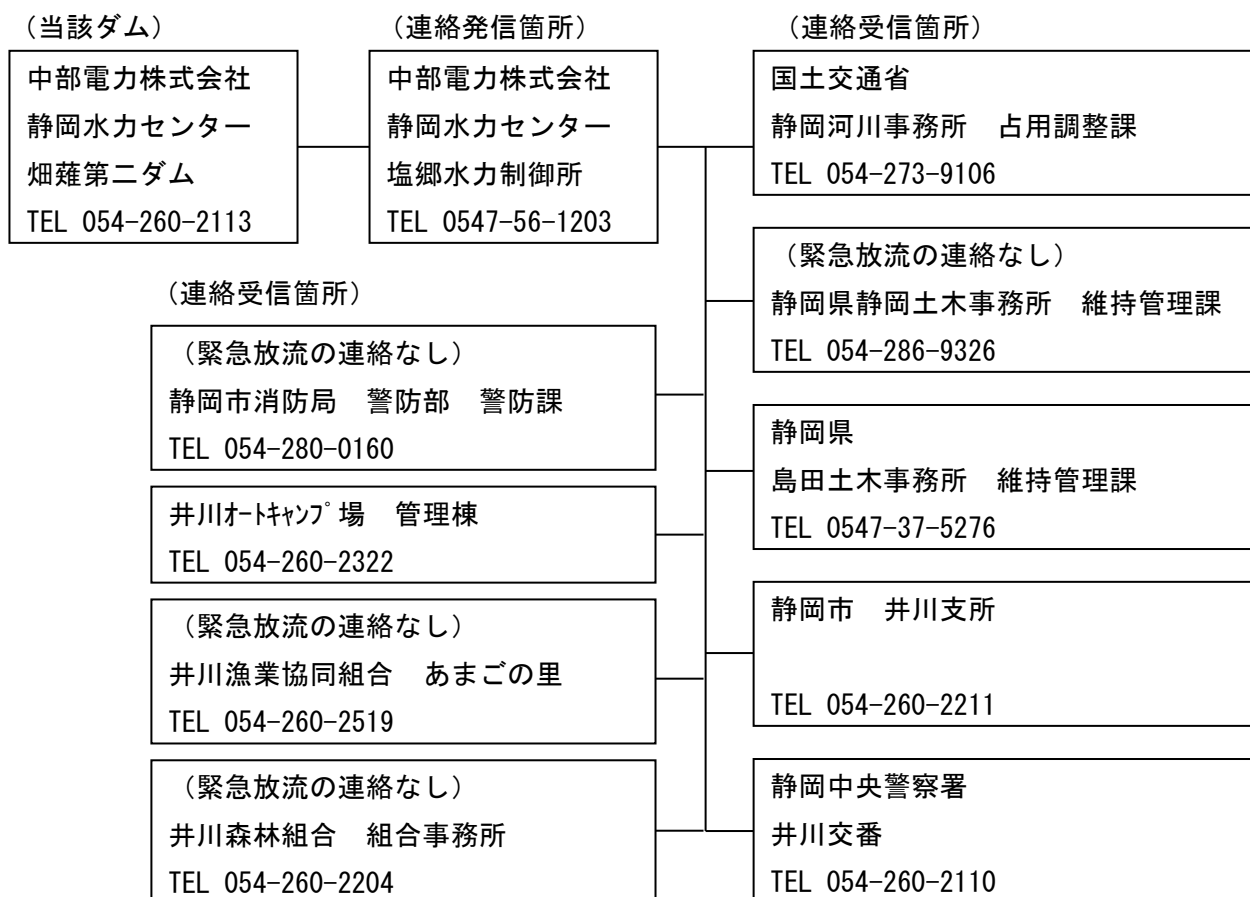 （当該ダム）
中部電力株式会社
静岡水力センター
畑薙第二ダム
TEL 054-260-2113
（連絡発信箇所）
中部電力株式会社
静岡水力センター
塩郷水力制御所
TEL 0547-56-1203
（連絡受信箇所）
国土交通省
静岡河川事務所　占用調整課
TEL 054-273-9106
（緊急放流の連絡なし）
静岡県静岡土木事務所　維持管理課
TEL 054-286-9326
静岡県
島田土木事務所　維持管理課
TEL 0547-37-5276
静岡市　井川支所
TEL 054-260-2211
静岡中央警察署
井川交番
TEL 054-260-2110
（連絡受信箇所）
（緊急放流の連絡なし）
静岡市消防局　警防部　警防課
TEL 054-280-0160
井川ｵｰﾄｷｬﾝﾌﾟ場　管理棟
TEL 054-260-2322
（緊急放流の連絡なし）
井川漁業協同組合　あまごの里
TEL 054-260-2519
（緊急放流の連絡なし）
井川森林組合　組合事務所
TEL 054-260-2204